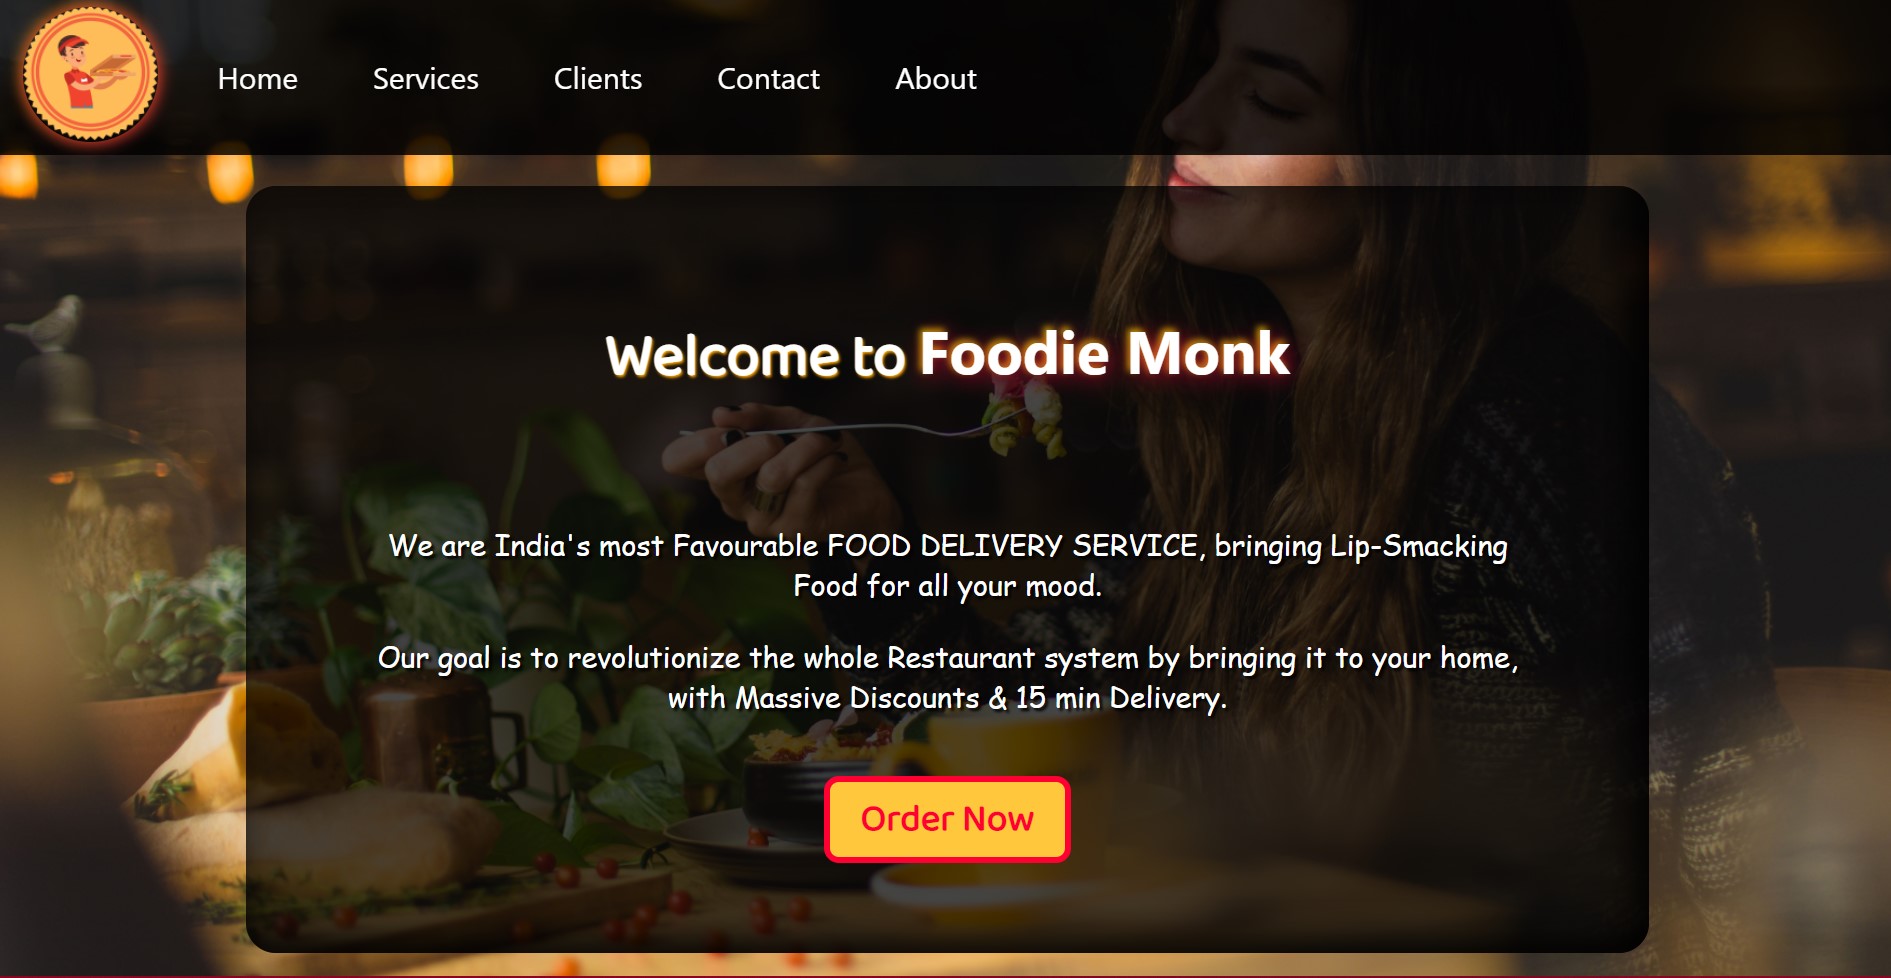 Home Services Clients Contact About
Welcome to Foodie Monk
We are India's most Favourable FOOD DELIVERY SERVICE, bringing Lip-Smacking
Food for all your mood.
Our goal is to revolutionize the whole Restaurant system by bringing it to your home,
with Massive Discounts & 15 min Delivery.
Order Now